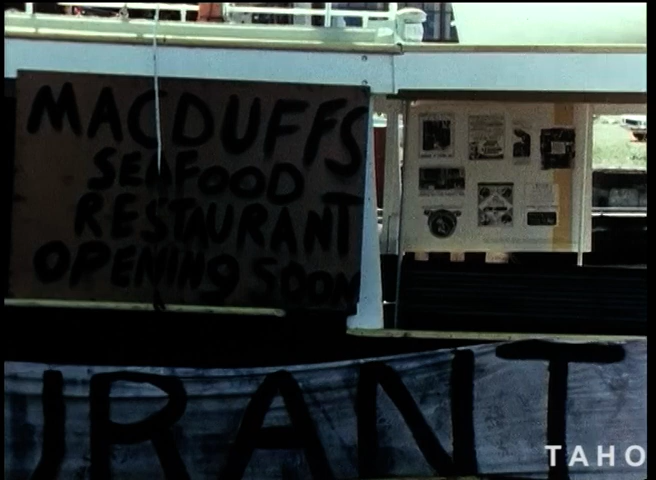 MACDUFFS
SEAFOOD
RESTAURANT
OPENING SOON
URANT
TAHO